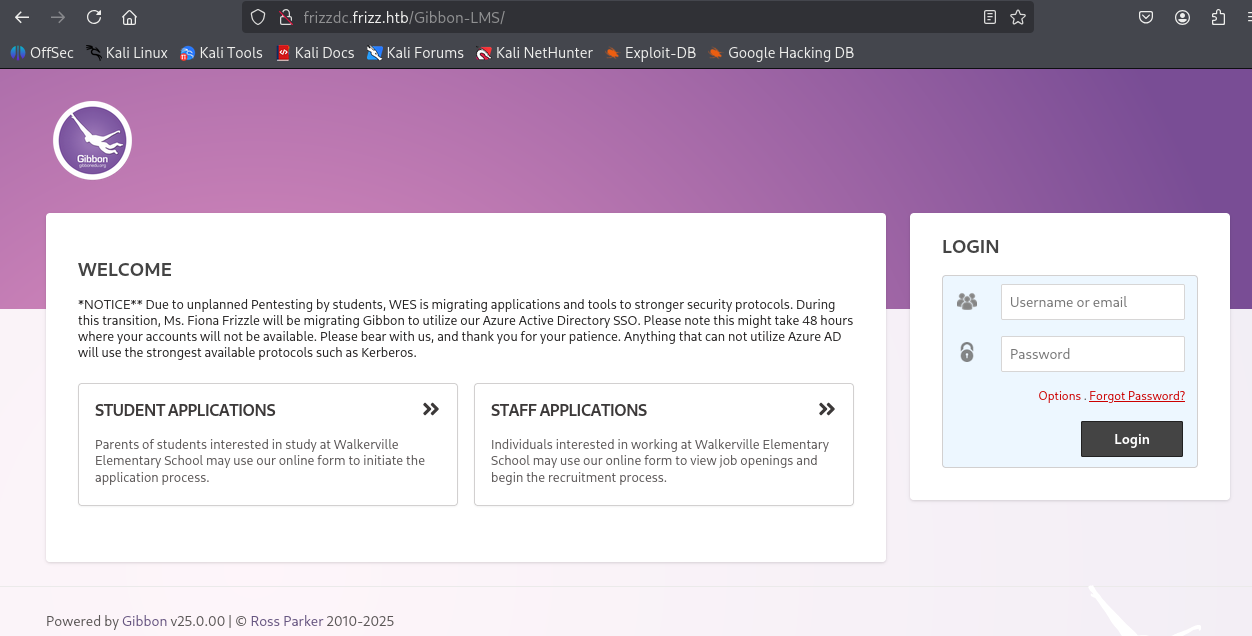 frizzdc.frizz.htb/Gibbon-LMS/
OffSec Kali Linux Kali Tools Kali Docs Kali Forums Kali NetHunter Exploit-DB Google Hacking DB
Gibbon
gibbonedu.org
WELCOME
*NOTICE** Due to unplanned Pentesting by students, WES is migrating applications and tools to stronger security protocols. During
this transition, Ms. Fiona Frizzle will be migrating Gibbon to utilize our Azure Active Directory SSO. Please note this might take 48 hours
where your accounts will not be available. Please bear with us, and thank you for your patience. Anything that can not utilize Azure AD
will use the strongest available protocols such as Kerberos.
STUDENT APPLICATIONS
Parents of students interested in study at Walkerville
Elementary School may use our online form to initiate the
application process.
STAFF APPLICATIONS
Individuals interested in working at Walkerville Elementary
School may use our online form to view job openings and
begin the recruitment process.
LOGIN
Username or email
Password
Options . Forgot Password?
Login
Powered by Gibbon v25.0.00 | © Ross Parker 2010-2025